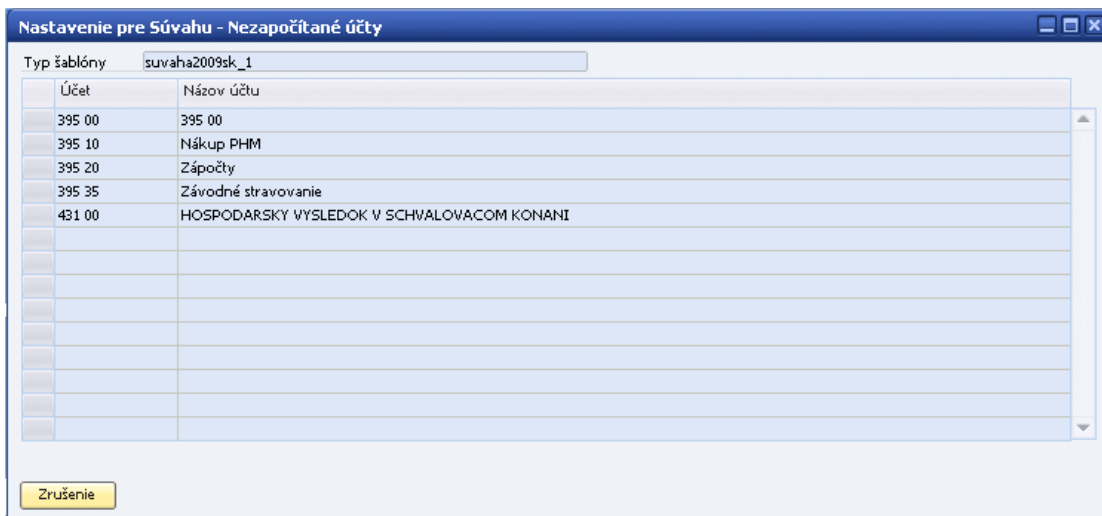 Nastavenie pre Súvahu - Nezapočítané účty
Typ šablóny suvaha2009sk_1
Účet Názov účtu
395 00 395 00
395 10 Nákup PHM
395 20 Zápočty
395 35 Závodné stravovanie
431 00 HOSPODARSKY VYSLEDOK V SCHVALOVACOM KONANI
Zrušenie